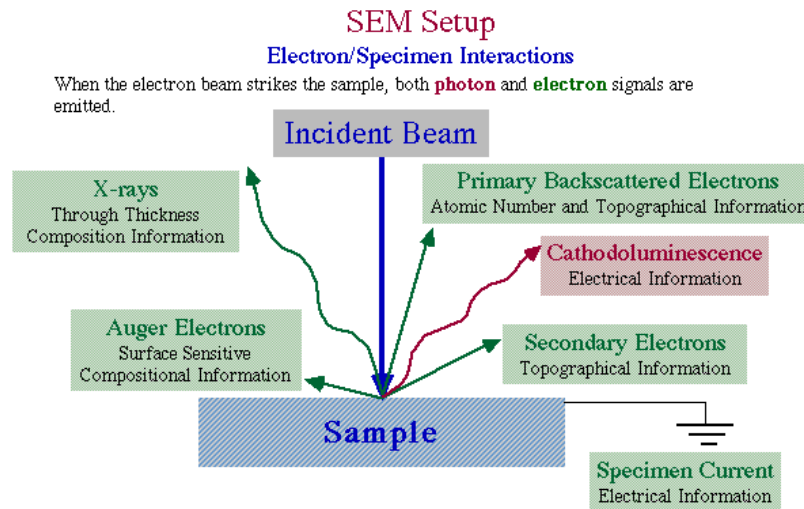 SEM Setup
Electron/Specimen Interactions
When the electron beam strikes the sample, both photon and electron signals are
emitted.
Incident Beam
X-rays
Through Thickness
Composition Information
Primary Backscattered Electrons
Atomic Number and Topographical Information
Cathodoluminescence
Electrical Information
Auger Electrons
Surface Sensitive
Compositional Information
Secondary Electrons
Topographical Information
Sample
Specimen Current
Electrical Information